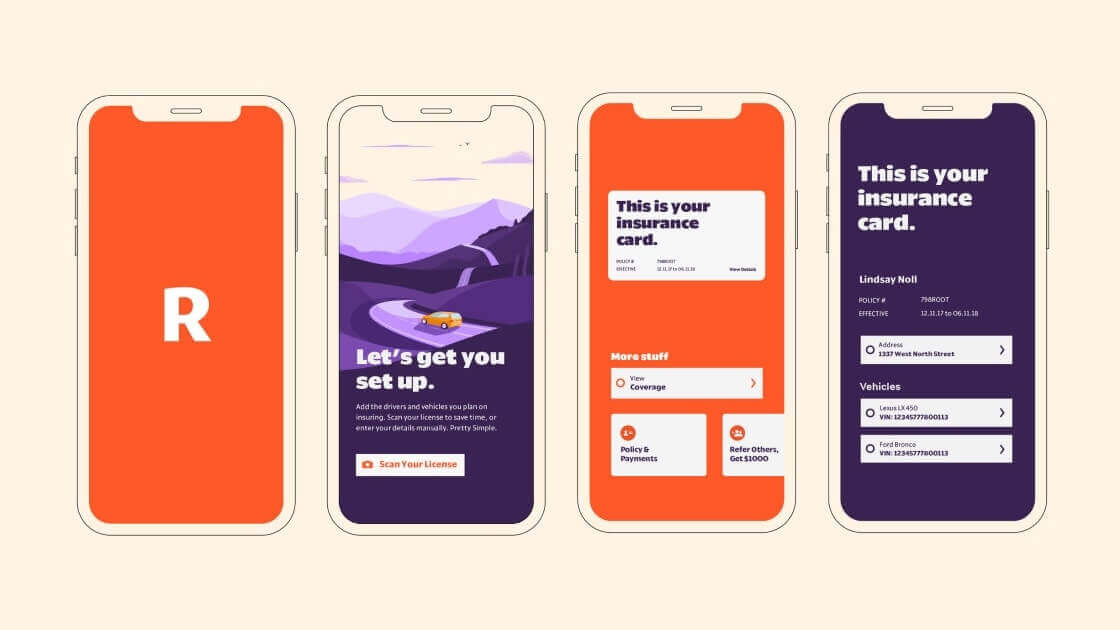 R
Let's get you
set up.
Add the drivers and vehicles you plan on
insuring. Scan your license to save time, or
enter your details manually. Pretty Simple.
Scan Your License
This is your
insurance
card.
POLICY # 798ROOT
EFFECTIVE 12.11.17 to 06.11.18 View Details
More stuff
View
Coverage
Policy &
Payments
Refer Others,
Get $1000
This is your
insurance
card.
Lindsay Noll
POLICY # 798ROOT
EFFECTIVE 12.11.17 to 06.11.18
Address
1337 West North Street
Vehicles
Lexus LX 450
VIN: 12345777800113
Ford Bronco
VIN: 12345777800113